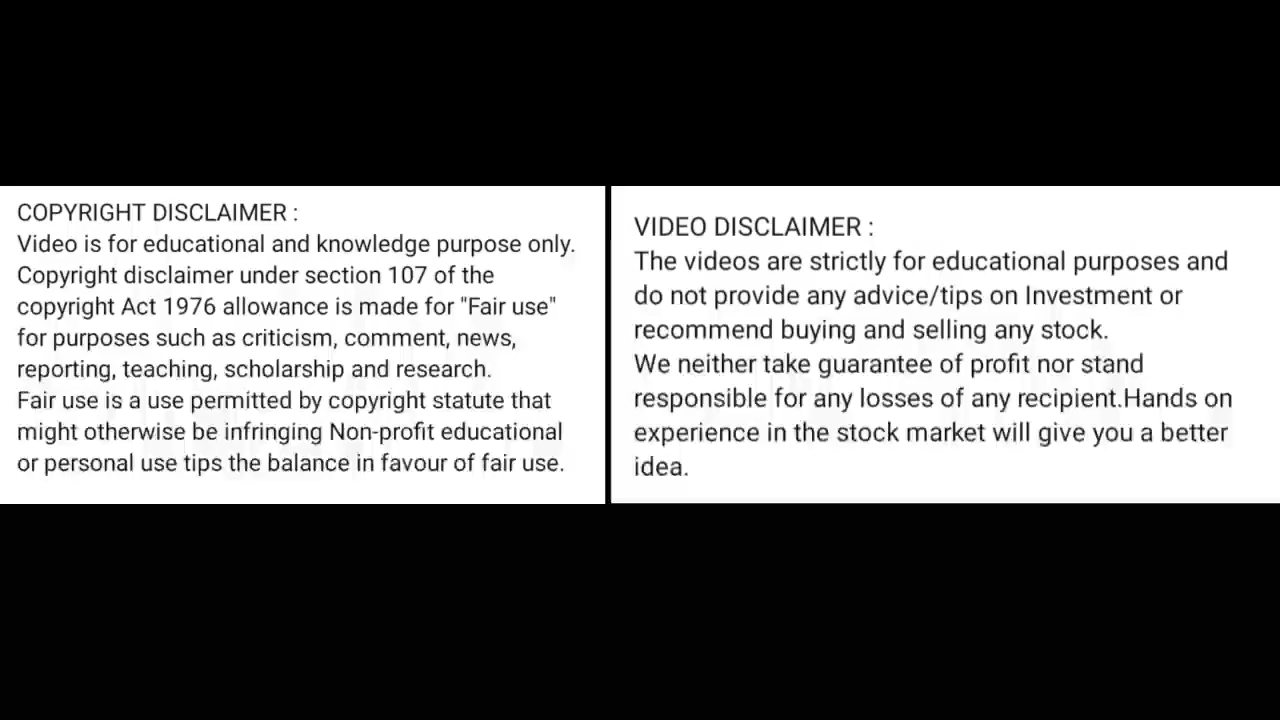 COPYRIGHT DISCLAIMER :
Video is for educational and knowledge purpose only.
Copyright disclaimer under section 107 of the
copyright Act 1976 allowance is made for "Fair use"
for purposes such as criticism, comment, news,
reporting, teaching, scholarship and research.
Fair use is a use permitted by copyright statute that
might otherwise be infringing Non-profit educational
or personal use tips the balance in favour of fair use.
VIDEO DISCLAIMER :
The videos are strictly for educational purposes and
do not provide any advice/tips on Investment or
recommend buying and selling any stock.
We neither take guarantee of profit nor stand
responsible for any losses of any recipient.Hands on
experience in the stock market will give you a better
idea.